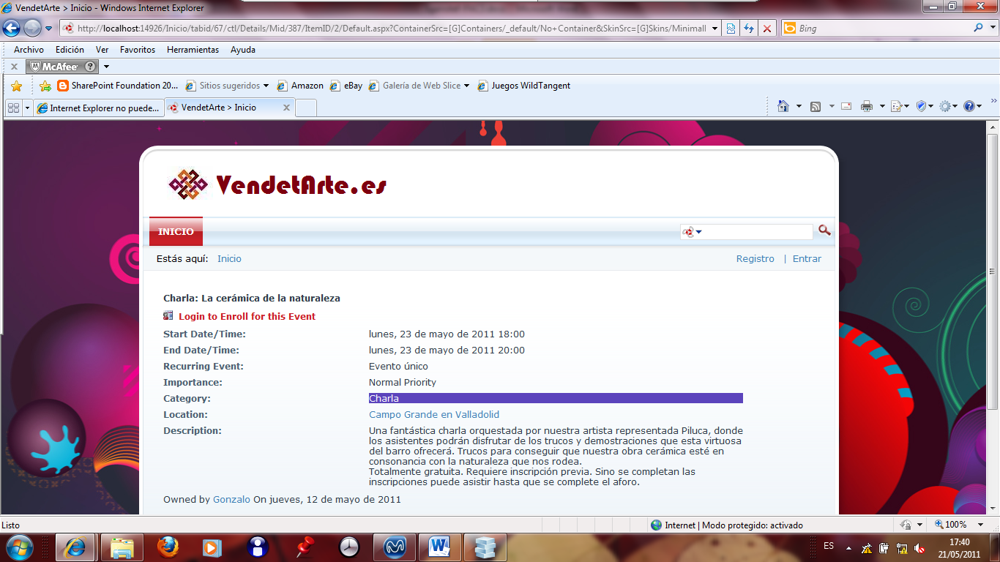 VendetArte > Inicio - Windows Internet Explorer
http://localhost:14926/Inicio/tabid/67/ctl/Details/Mid/387/ItemID/2/Default.aspx?ContainerSrc=[G]Containers/_default/No+Container&SkinSrc=[G]Skins/Minimall
Bing
Archivo Edición Ver Favoritos Herramientas Ayuda
x McAfee ?
SharePoint Foundation 20... Sitios sugeridos Amazon eBay Galería de Web Slice Juegos WildTangent
Internet Explorer no puede... VendetArte > Inicio x
VendetArte.es
INICIO
Estás aquí: Inicio
Registro | Entrar
Charla: La cerámica de la naturaleza
Login to Enroll for this Event
Start Date/Time: lunes, 23 de mayo de 2011 18:00
End Date/Time: lunes, 23 de mayo de 2011 20:00
Recurring Event: Evento único
Importance: Normal Priority
Category: Charla
Location: Campo Grande en Valladolid
Description: Una fantástica charla orquestada por nuestra artista representada Piluca, donde
los asistentes podrán disfrutar de los trucos y demostraciones que esta virtuosa
del barro ofrecerá. Trucos para conseguir que nuestra obra cerámica esté en
consonancia con la naturaleza que nos rodea.
Totalmente gratuita. Requiere inscripción previa. Sino se completan las
inscripciones puede asistir hasta que se complete el aforo.
Owned by Gonzalo On jueves, 12 de mayo de 2011
Listo
Internet | Modo protegido: activado
100%
ES
17:40
21/05/2011